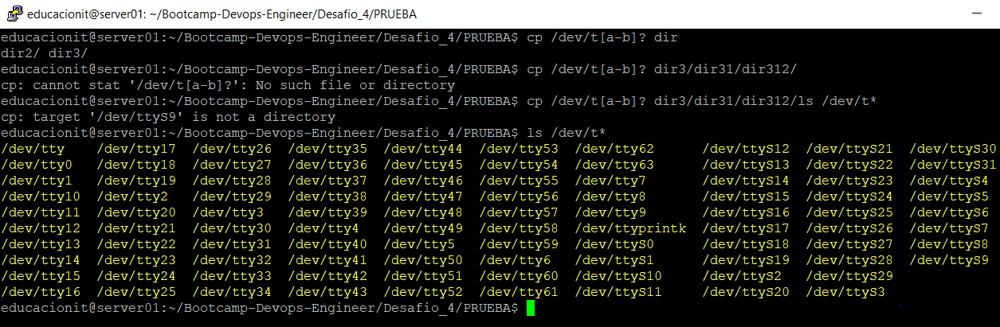 educacionit@server01: ~/Bootcamp-Devops-Engineer/Desafio_4/PRUEBA
educacionit@server01:~/Bootcamp-Devops-Engineer/Desafio_4/PRUEBA$ cp /dev/t[a-b]? dir
dir2/ dir3/
educacionit@server01:~/Bootcamp-Devops-Engineer/Desafio_4/PRUEBA$ cp /dev/t[a-b]? dir3/dir31/dir312/
cp: cannot stat '/dev/t[a-b]?': No such file or directory
educacionit@server01:~/Bootcamp-Devops-Engineer/Desafio_4/PRUEBA$ cp /dev/t[a-b]? dir3/dir31/dir312/ls /dev/t*
cp: target '/dev/ttyS9' is not a directory
educacionit@server01:~/Bootcamp-Devops-Engineer/Desafio_4/PRUEBA$ ls /dev/t*
/dev/tty /dev/tty17 /dev/tty26 /dev/tty35 /dev/tty44 /dev/tty53 /dev/tty62 /dev/ttyS12 /dev/ttyS21 /dev/ttyS30
/dev/tty0 /dev/tty18 /dev/tty27 /dev/tty36 /dev/tty45 /dev/tty54 /dev/tty63 /dev/ttyS13 /dev/ttyS22 /dev/ttyS31
/dev/tty1 /dev/tty19 /dev/tty28 /dev/tty37 /dev/tty46 /dev/tty55 /dev/tty7 /dev/ttyS14 /dev/ttyS23 /dev/ttyS4
/dev/tty10 /dev/tty2 /dev/tty29 /dev/tty38 /dev/tty47 /dev/tty56 /dev/tty8 /dev/ttyS15 /dev/ttyS24 /dev/ttyS5
/dev/tty11 /dev/tty20 /dev/tty3 /dev/tty39 /dev/tty48 /dev/tty57 /dev/tty9 /dev/ttyS16 /dev/ttyS25 /dev/ttyS6
/dev/tty12 /dev/tty21 /dev/tty30 /dev/tty4 /dev/tty49 /dev/tty58 /dev/ttyprintk /dev/ttyS17 /dev/ttyS26 /dev/ttyS7
/dev/tty13 /dev/tty22 /dev/tty31 /dev/tty40 /dev/tty5 /dev/tty59 /dev/ttyS0 /dev/ttyS18 /dev/ttyS27 /dev/ttyS8
/dev/tty14 /dev/tty23 /dev/tty32 /dev/tty41 /dev/tty50 /dev/tty6 /dev/ttyS1 /dev/ttyS19 /dev/ttyS28 /dev/ttyS9
/dev/tty15 /dev/tty24 /dev/tty33 /dev/tty42 /dev/tty51 /dev/tty60 /dev/ttyS10 /dev/ttyS2 /dev/ttyS29
/dev/tty16 /dev/tty25 /dev/tty34 /dev/tty43 /dev/tty52 /dev/tty61 /dev/ttyS11 /dev/ttyS20 /dev/ttyS3
educacionit@server01:~/Bootcamp-Devops-Engineer/Desafio_4/PRUEBA$